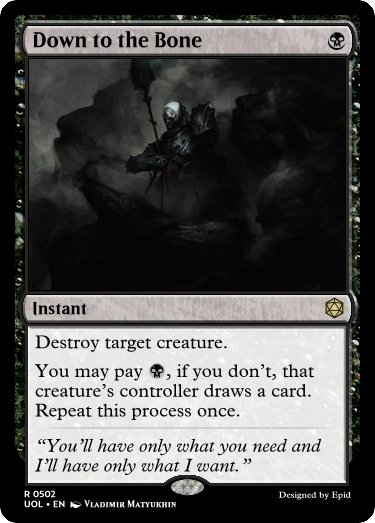 Down to the Bone
Instant
Destroy target creature.
You may pay , if you don't, that
creature's controller draws a card.
Repeat this process once.
"You'll have only what you need and
I'll have only what I want."
R 0502
UOL • EN Vladimir Matyukhin
Designed by Epid